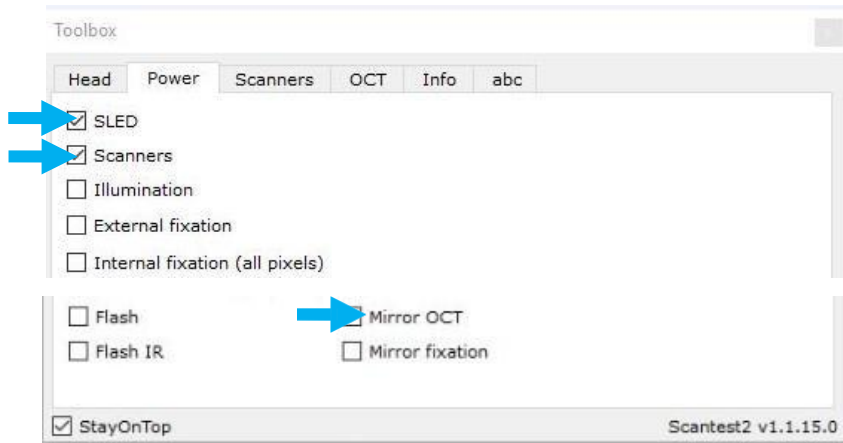 Toolbox
Head Power Scanners OCT Info abc
SLED
Scanners
Illumination
External fixation
Internal fixation (all pixels)
Flash Mirror OCT
Flash IR Mirror fixation
StayOnTop Scantest2 v1.1.15.0